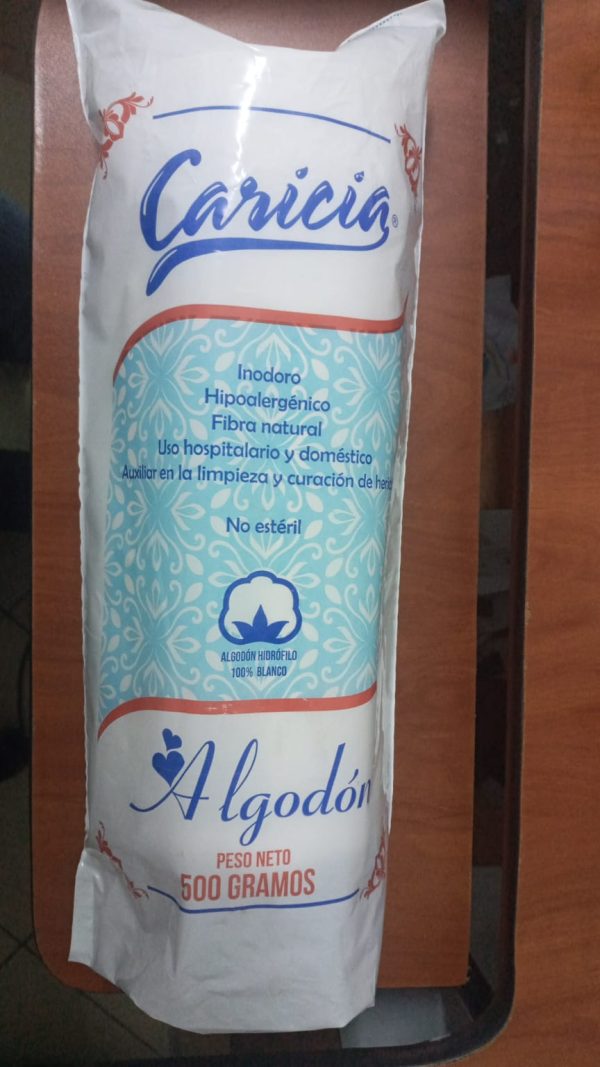 Caricia®
Inodoro
Hipoalergénico
Fibra natural
Uso hospitalario y doméstico
Auxiliar en la limpieza y curación de
No estéril
ALGODÓN HIDRÓFILO
100% BLANCO
Algodón
PESO NETO
500 GRAMOS